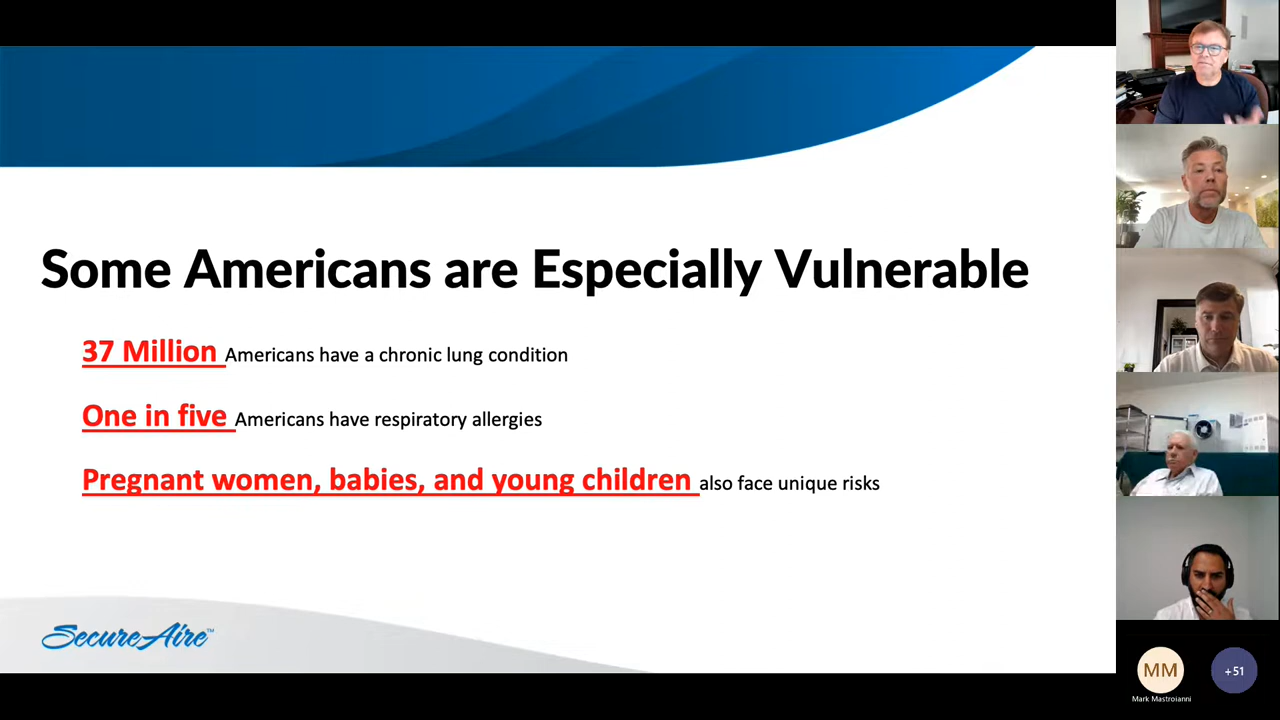 Some Americans are Especially Vulnerable
37 Million Americans have a chronic lung condition
One in five Americans have respiratory allergies
Pregnant women, babies, and young children also face unique risks
SecureAire™
MM
+51
Mark Mastroianni